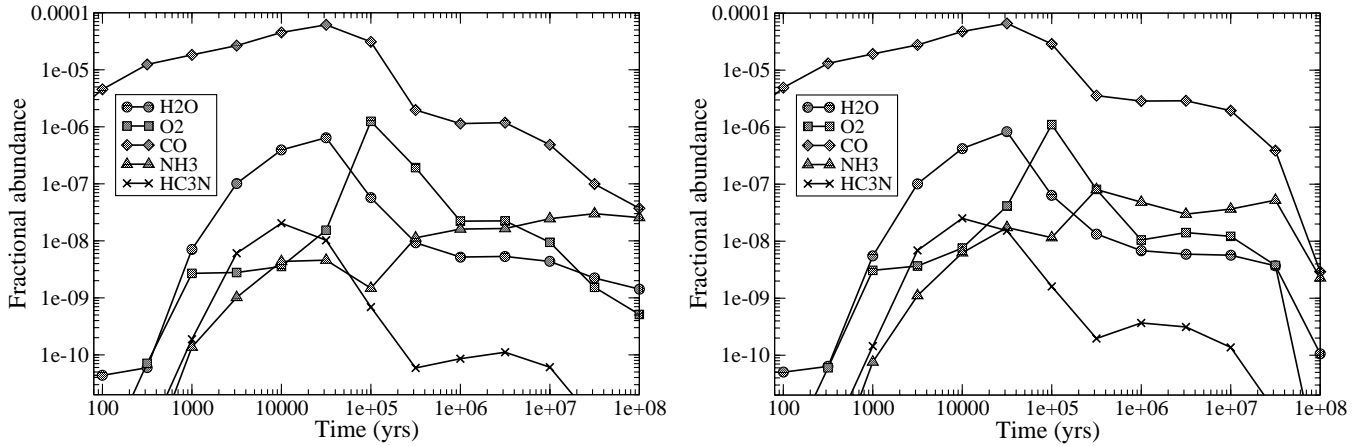 0.0001
1e-05
1e-06
1e-07
1e-08
1e-09
1e-10
Fractional abundance
H2O
O2
CO
NH3
HC3N
100 1000 10000 1e+05 1e+06 1e+07 1e+08
Time (yrs)
0.0001
1e-05
1e-06
1e-07
1e-08
1e-09
1e-10
Fractional abundance
H2O
O2
CO
NH3
HC3N
100 1000 10000 1e+05 1e+06 1e+07 1e+08
Time (yrs)